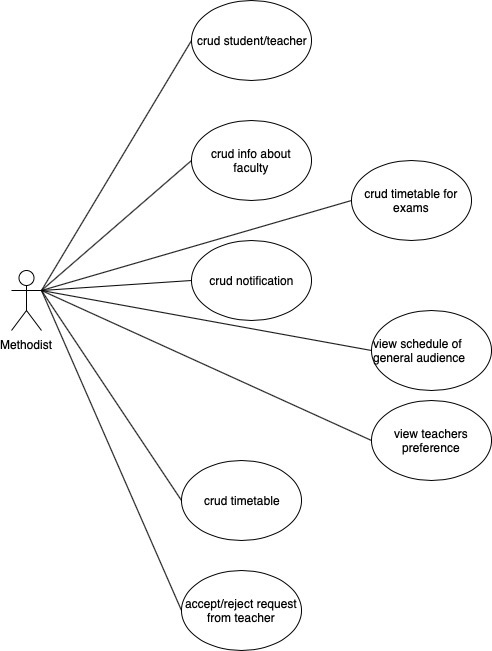 crud student/teacher
crud info about
faculty
crud timetable for
exams
crud notification
Methodist
view schedule of
general audience
view teachers
preference
crud timetable
accept/reject request
from teacher